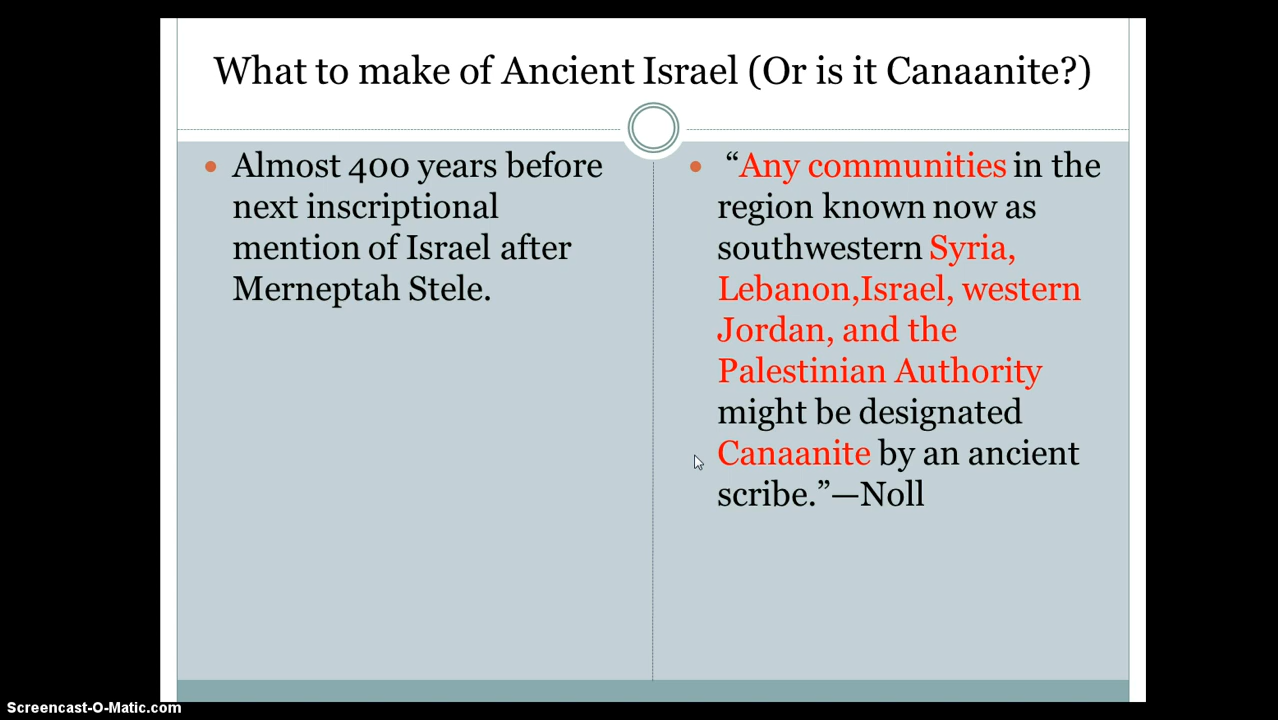 What to make of Ancient Israel (Or is it Canaanite?)
• Almost 400 years before
next inscriptional
mention of Israel after
Merneptah Stele.
• “Any communities in the
region known now as
southwestern Syria,
Lebanon,Israel, western
Jordan, and the
Palestinian Authority
might be designated
Canaanite by an ancient
scribe.”—Noll
Screencast-O-Matic.com